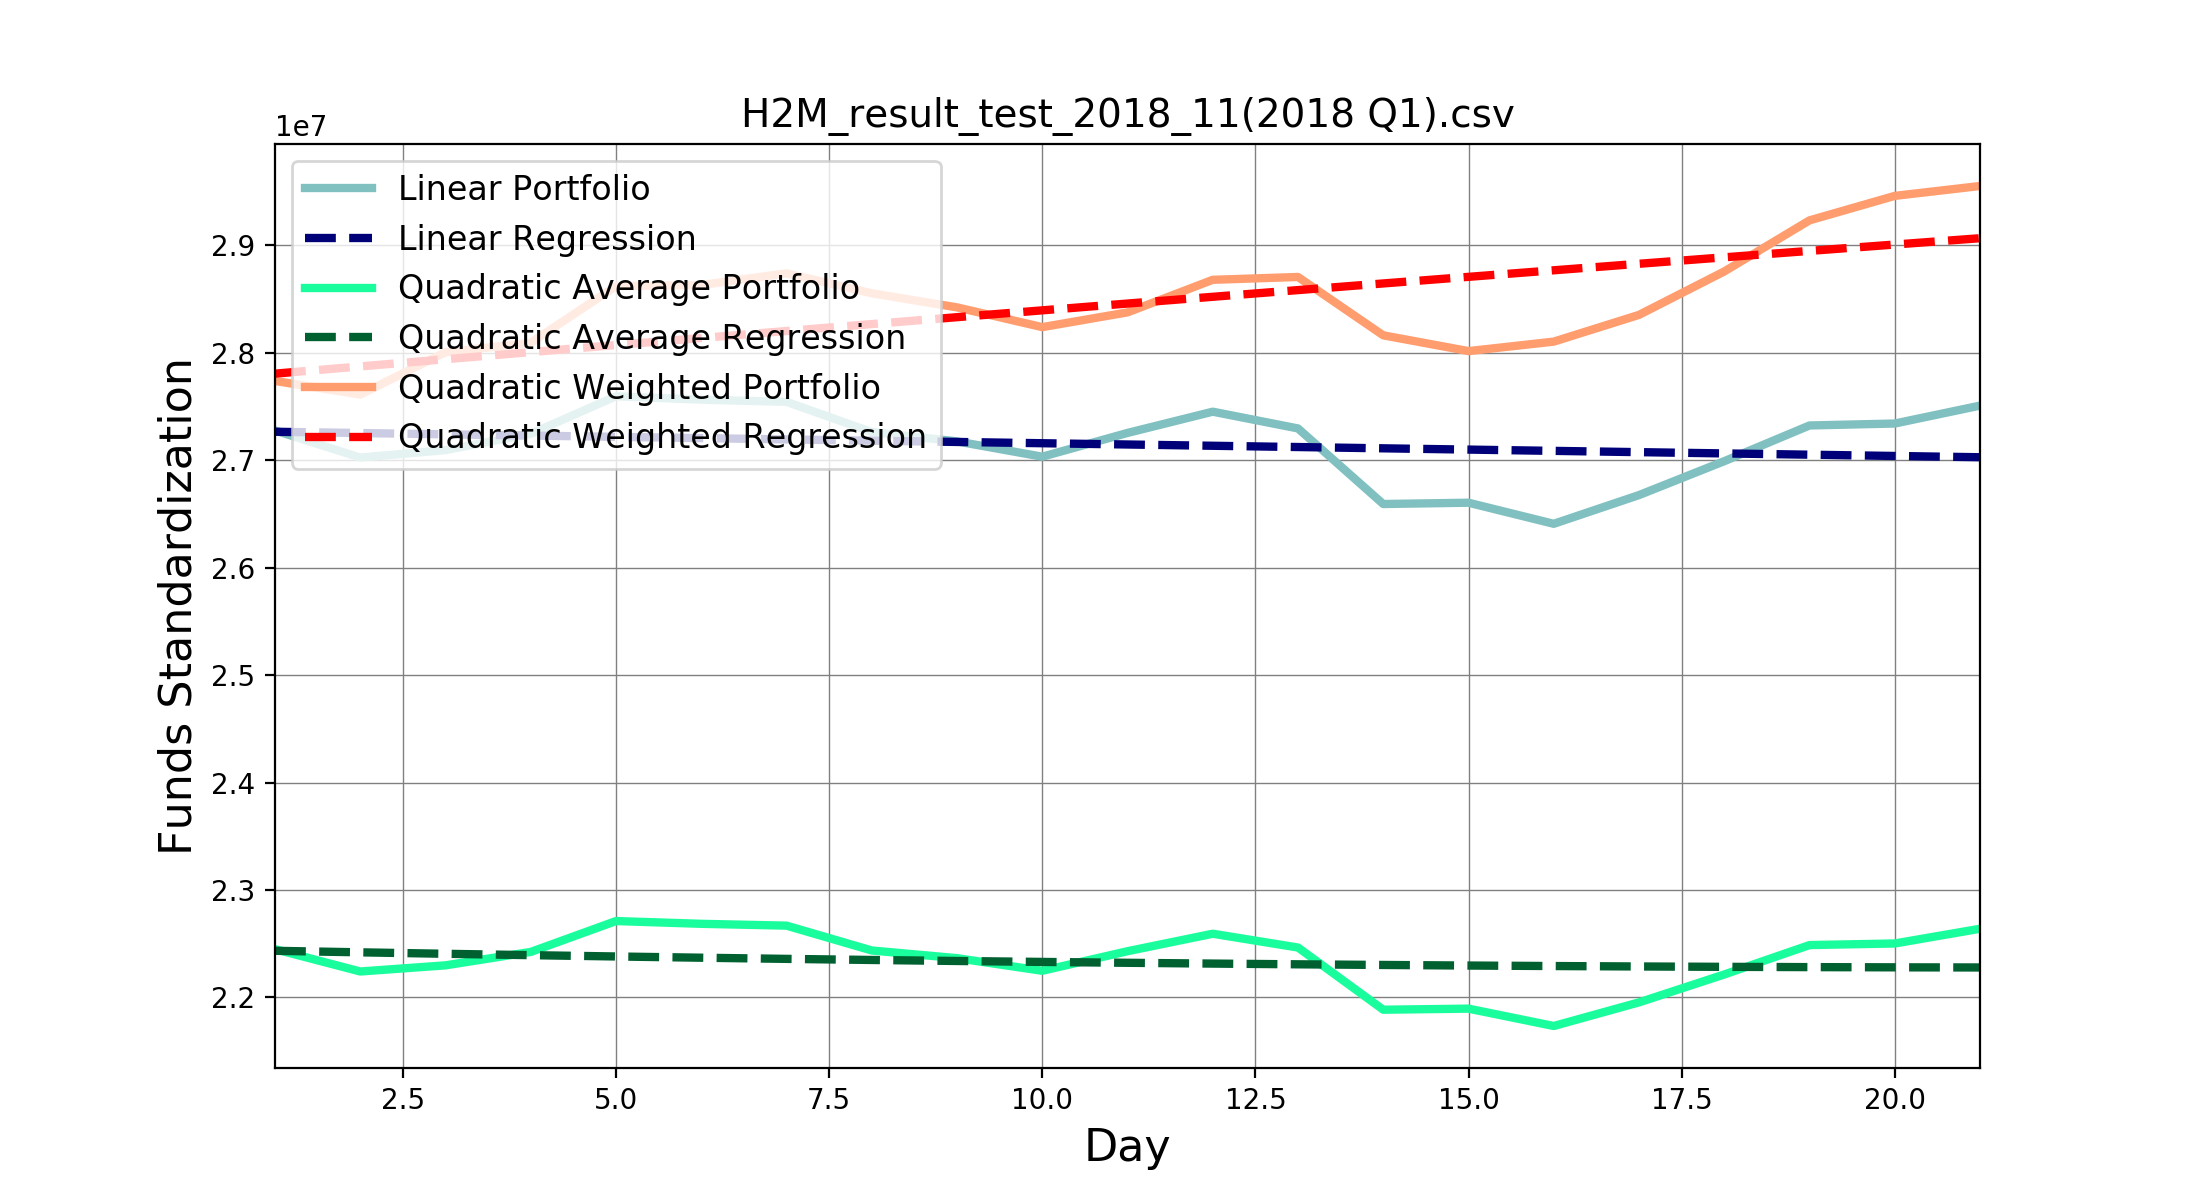 H2M_result_test_2018_11(2018 Q1).csv
1e7
Linear Portfolio
Linear Regression
Quadratic Average Portfolio
Quadratic Average Regression
Quadratic Weighted Portfolio
Quadratic Weighted Regression
2.9
2.8
2.7
2.6
2.5
2.4
2.3
2.2
Funds Standardization
2.5 5.0 7.5 10.0 12.5 15.0 17.5 20.0
Day